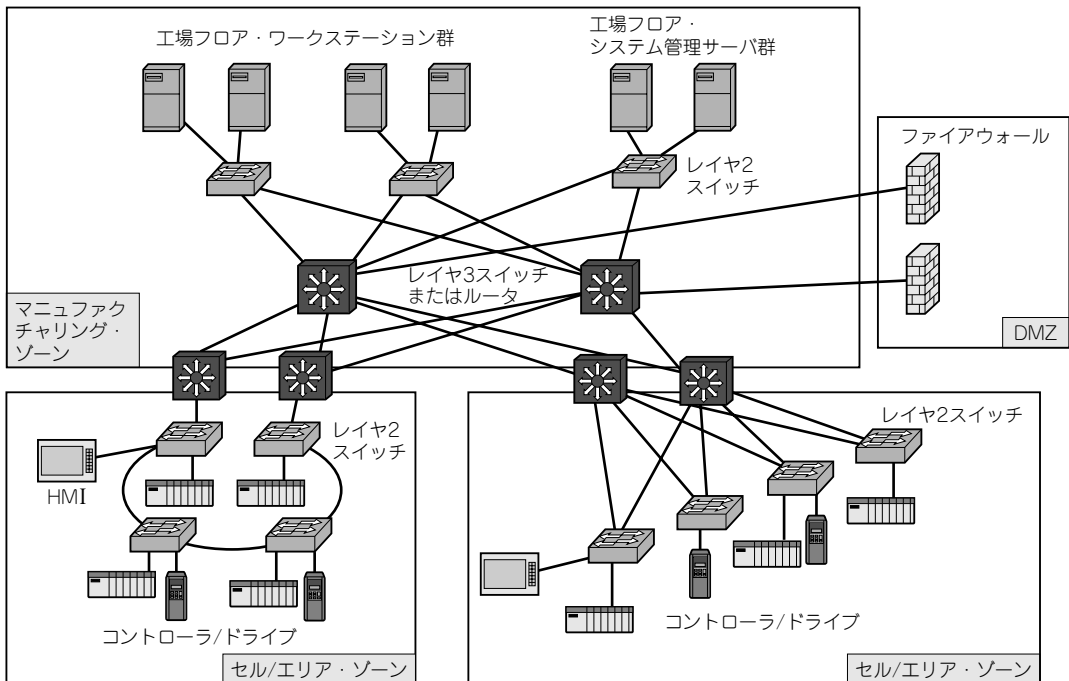 工場フロア・ワークステーション群
工場フロア・
システム管理サーバ群
ファイアウォール
レイヤ2
スイッチ
レイヤ3スイッチ
またはルータ
マニュファク
チャリング・
ゾーン
DMZ
レイヤ2
スイッチ
レイヤ2スイッチ
HMI
コントローラ/ドライブ
コントローラ/ドライブ
セル/エリア・ゾーン
セル/エリア・ゾーン